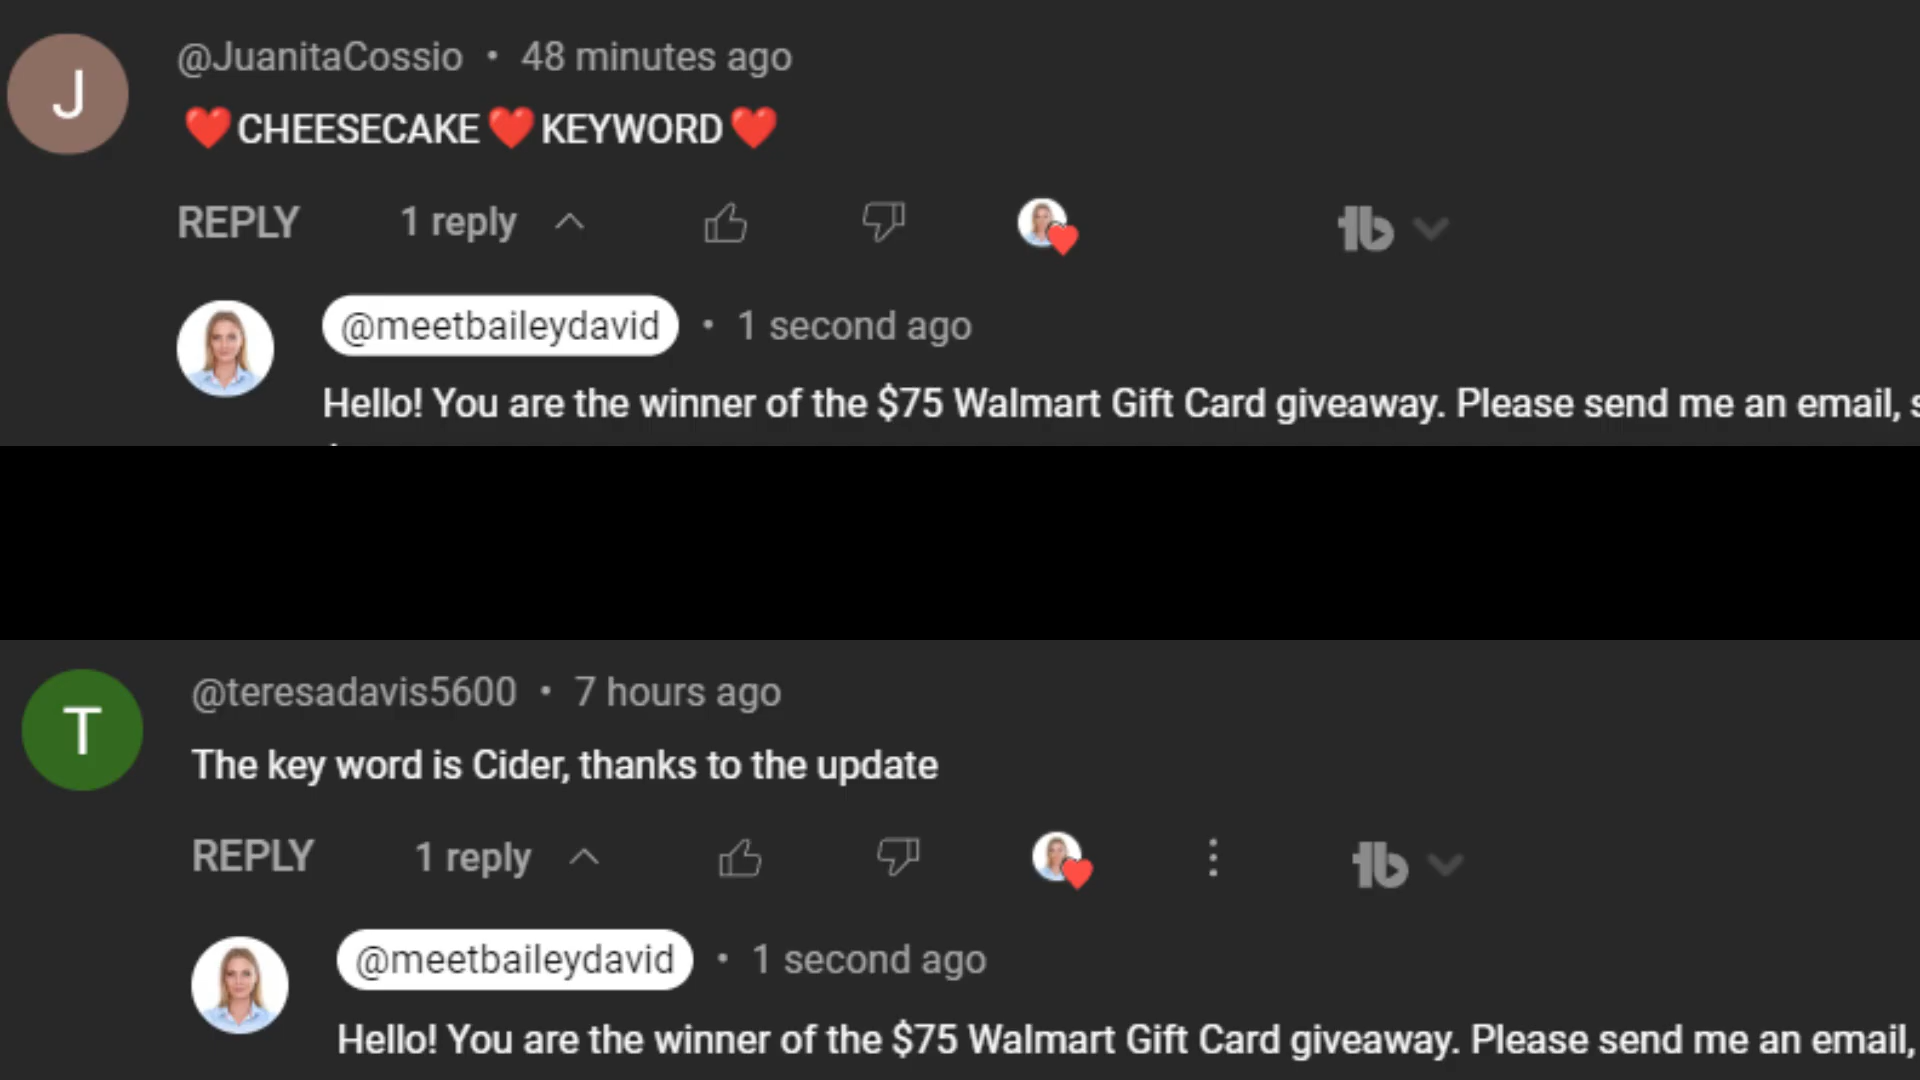 J
@JuanitaCossio • 48 minutes ago
❤️CHEESECAKE❤️KEYWORD❤️
REPLY 1 reply
tb
@meetbaileydavid • 1 second ago
Hello! You are the winner of the $75 Walmart Gift Card giveaway. Please send me an email, s
T
@teresadavis5600 • 7 hours ago
The key word is Cider, thanks to the update
REPLY 1 reply
tb
@meetbaileydavid • 1 second ago
Hello! You are the winner of the $75 Walmart Gift Card giveaway. Please send me an email,